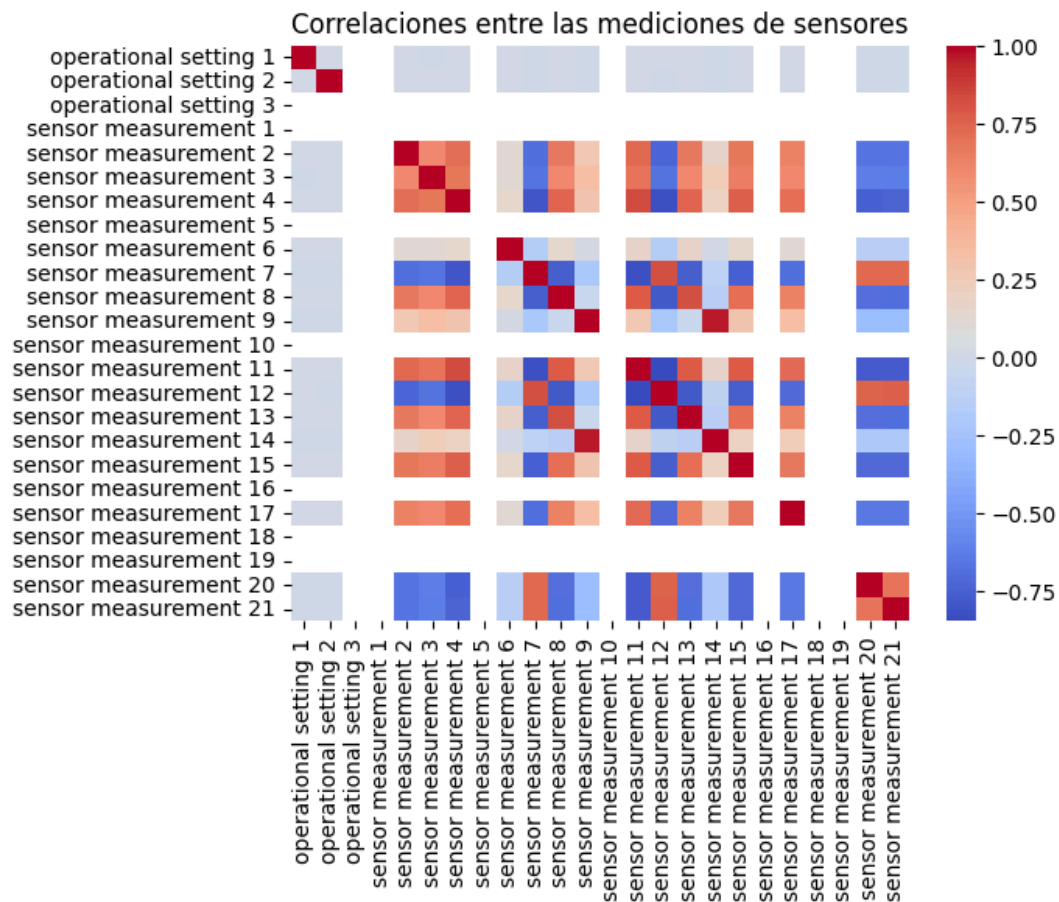 Correlaciones entre las mediciones de sensores
operational setting 1
operational setting 2
operational setting 3
sensor measurement 1
sensor measurement 2
sensor measurement 3
sensor measurement 4
sensor measurement 5
sensor measurement 6
sensor measurement 7
sensor measurement 8
sensor measurement 9
sensor measurement 10
sensor measurement 11
sensor measurement 12
sensor measurement 13
sensor measurement 14
sensor measurement 15
sensor measurement 16
sensor measurement 17
sensor measurement 18
sensor measurement 19
sensor measurement 20
sensor measurement 21
operational setting 1
operational setting 2
operational setting 3
sensor measurement 1
sensor measurement 2
sensor measurement 3
sensor measurement 4
sensor measurement 5
sensor measurement 6
sensor measurement 7
sensor measurement 8
sensor measurement 9
sensor measurement 10
sensor measurement 11
sensor measurement 12
sensor measurement 13
sensor measurement 14
sensor measurement 15
sensor measurement 16
sensor measurement 17
sensor measurement 18
sensor measurement 19
sensor measurement 20
sensor measurement 21
1.00
0.75
0.50
0.25
0.00
−0.25
−0.50
−0.75